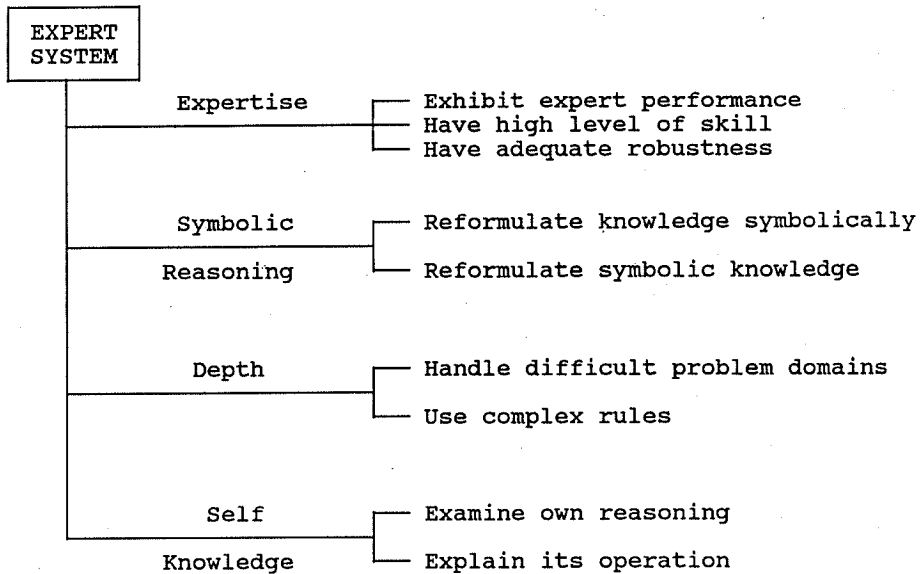 EXPERT
SYSTEM
Expertise
Exhibit expert performance
Have high level of skill
Have adequate robustness
Symbolic
Reasoning
Reformulate knowledge symbolically
Reformulate symbolic knowledge
Depth
Handle difficult problem domains
Use complex rules
Self
Knowledge
Examine own reasoning
Explain its operation